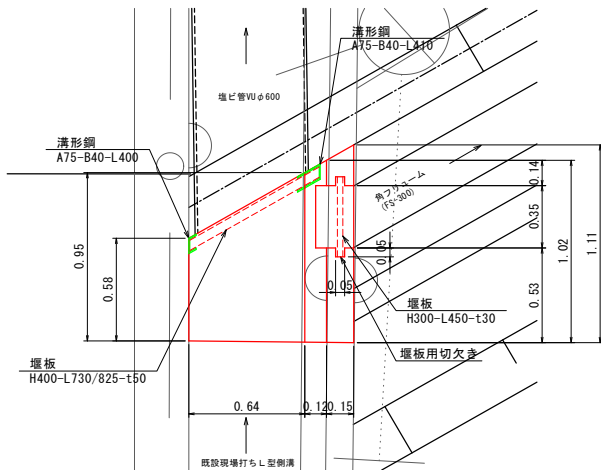 溝形鋼
A75-B40-L410
塩ビ管VUφ600
溝形鋼
A75-B40-L400
角フリューム
(FS-300)
0.14
0.35
0.05
0.05
0.53
1.02
1.11
0.95
0.58
堰板
H300-L450-t30
堰板用切欠き
堰板
H400-L730/825-t50
0.64
0.12
0.15
既設現場打ちL型側溝